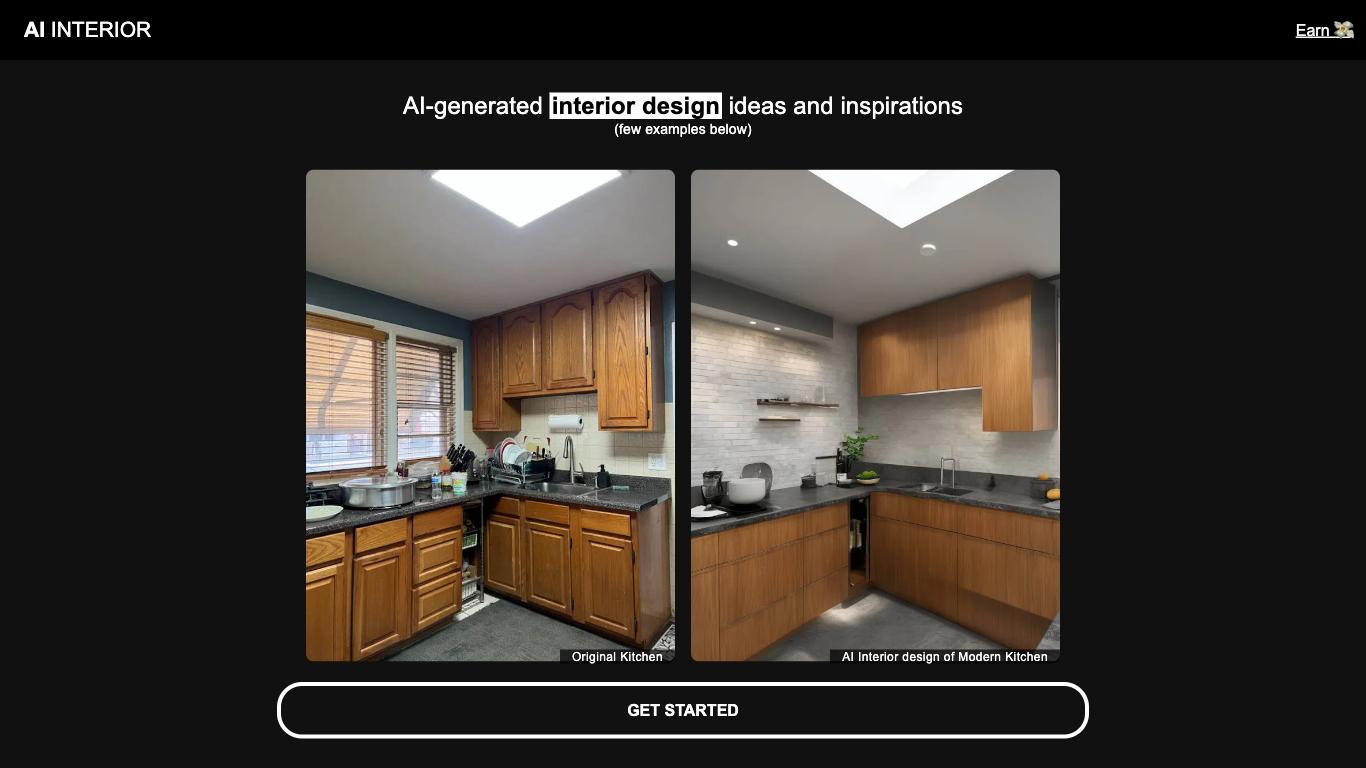 AI INTERIOR
Earn 💸
AI-generated interior design ideas and inspirations
(few examples below)
Original Kitchen
AI Interior design of Modern Kitchen
GET STARTED